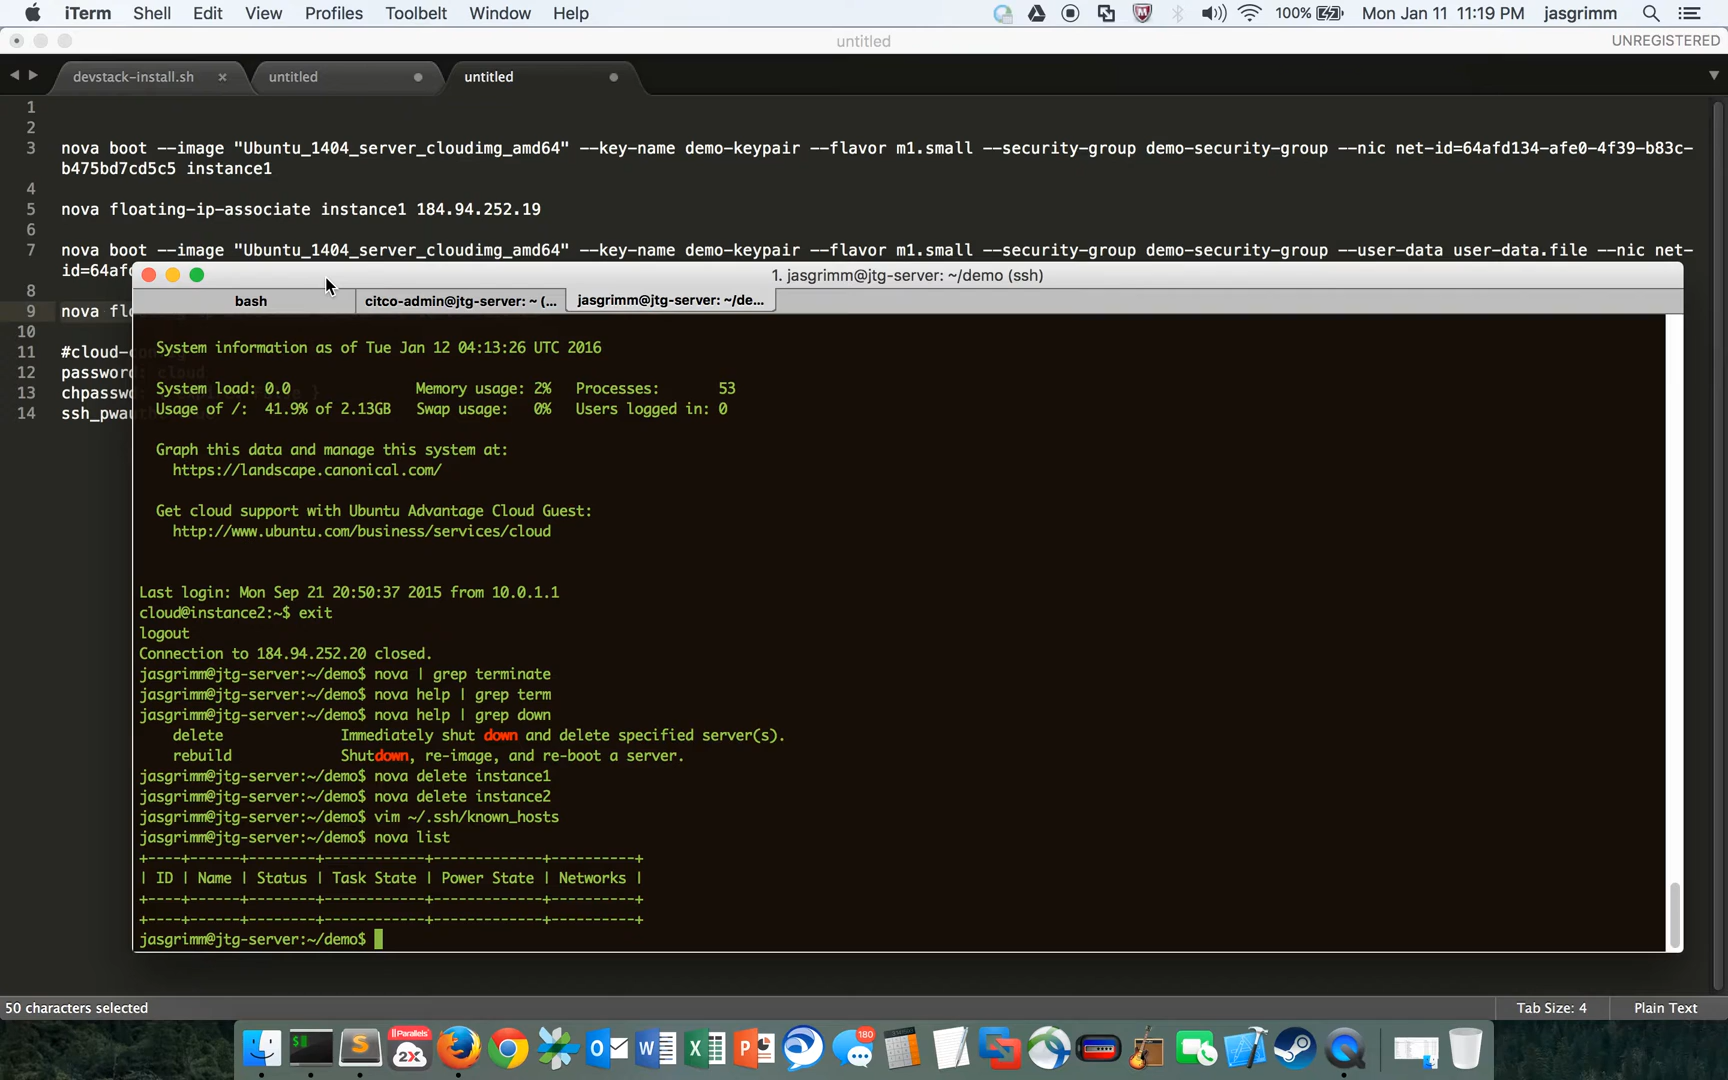 iTerm Shell Edit View Profiles Toolbelt Window Help 100% Mon Jan 11 11:19 PM jasgrimm
untitled UNREGISTERED
devstack-install.sh × untitled untitled
1
2
3 nova boot --image "Ubuntu_1404_server_cloudimg_amd64" --key-name demo-keypair --flavor m1.small --security-group demo-security-group --nic net-id=64afd134-afe0-4f39-b83c-
b475bd7cd5c5 instance1
4
5 nova floating-ip-associate instance1 184.94.252.19
6
7 nova boot --image "Ubuntu_1404_server_cloudimg_amd64" --key-name demo-keypair --flavor m1.small --security-group demo-security-group --user-data user-data.file --nic net-
id=64af
8
9 nova fl
10
11 #cloud-
12 password: cloud
13 chpasswd: }
14 ssh_pwau
1. jasgrimm@jtg-server: ~/demo (ssh)
bash citco-admin@jtg-server: ~ (... jasgrimm@jtg-server: ~/de...
System information as of Tue Jan 12 04:13:26 UTC 2016
System load: 0.0 Memory usage: 2% Processes: 53
Usage of /: 41.9% of 2.13GB Swap usage: 0% Users logged in: 0
Graph this data and manage this system at:
https://landscape.canonical.com/
Get cloud support with Ubuntu Advantage Cloud Guest:
http://www.ubuntu.com/business/services/cloud
Last login: Mon Sep 21 20:50:37 2015 from 10.0.1.1
cloud@instance2:~$ exit
logout
Connection to 184.94.252.20 closed.
jasgrimm@jtg-server:~/demo$ nova | grep terminate
jasgrimm@jtg-server:~/demo$ nova help | grep term
jasgrimm@jtg-server:~/demo$ nova help | grep down
delete Immediately shut down and delete specified server(s).
rebuild Shutdown, re-image, and re-boot a server.
jasgrimm@jtg-server:~/demo$ nova delete instance1
jasgrimm@jtg-server:~/demo$ nova delete instance2
jasgrimm@jtg-server:~/demo$ vim ~/.ssh/known_hosts
jasgrimm@jtg-server:~/demo$ nova list
+----+------+--------+------------+-------------+----------+
| ID | Name | Status | Task State | Power State | Networks |
+----+------+--------+------------+-------------+----------+
+----+------+--------+------------+-------------+----------+
jasgrimm@jtg-server:~/demo$
50 characters selected Tab Size: 4 Plain Text
|| Parallels
2X
180